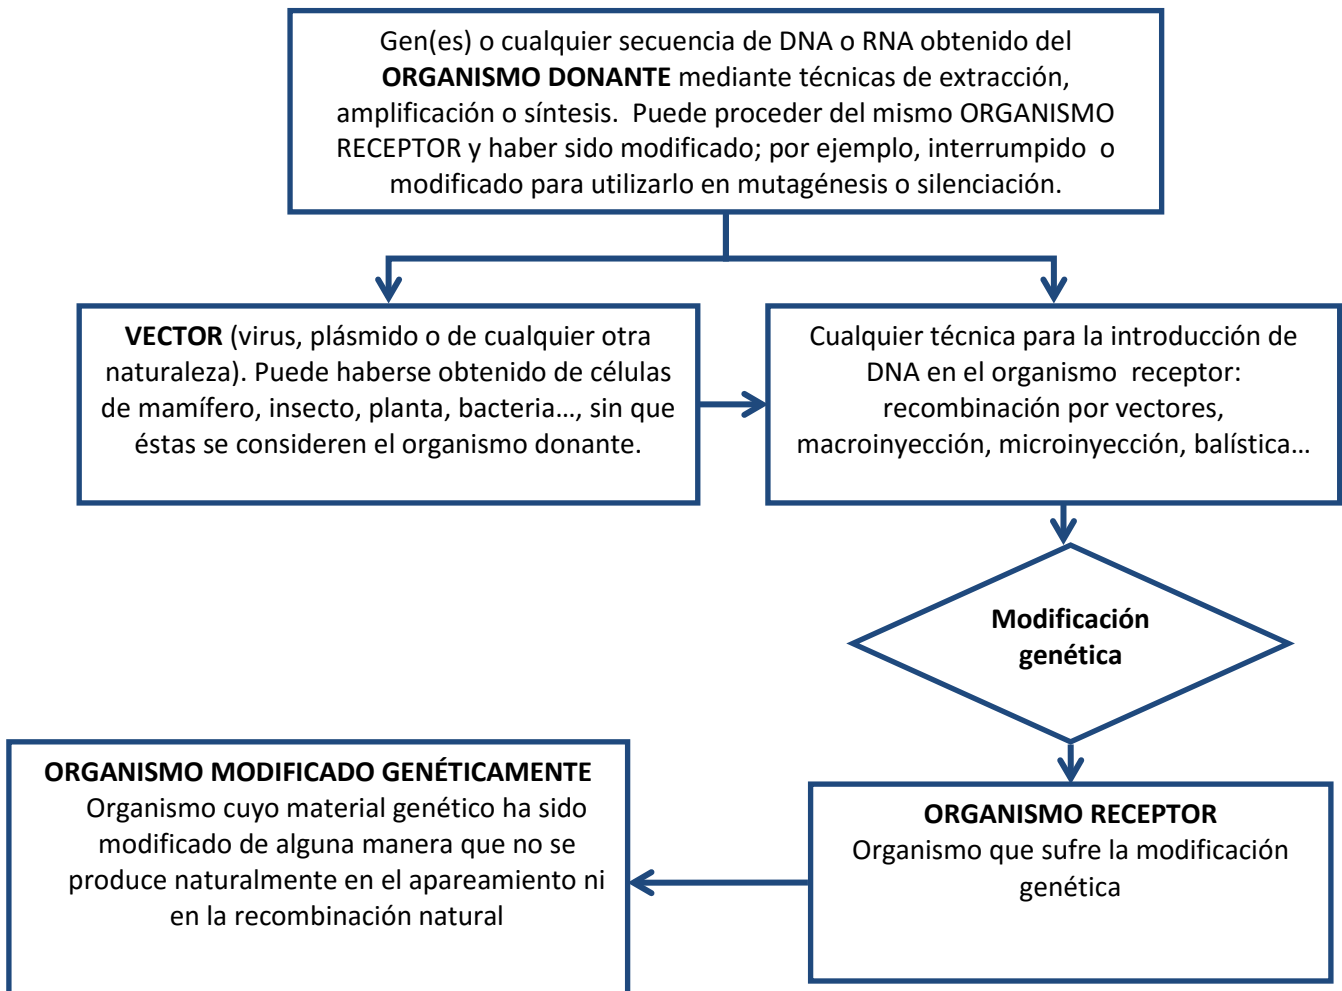 Gen(es) o cualquier secuencia de DNA o RNA obtenido del
ORGANISMO DONANTE mediante técnicas de extracción,
amplificación o síntesis.  Puede proceder del mismo ORGANISMO
RECEPTOR y haber sido modificado; por ejemplo, interrumpido  o
modificado para utilizarlo en mutagénesis o silenciación.
VECTOR (virus, plásmido o de cualquier otra
naturaleza). Puede haberse obtenido de células
de mamífero, insecto, planta, bacteria…, sin que
éstas se consideren el organismo donante.
Cualquier técnica para la introducción de
DNA en el organismo  receptor:
recombinación por vectores,
macroinyección, microinyección, balística…
Modificación
genética
ORGANISMO MODIFICADO GENÉTICAMENTE
Organismo cuyo material genético ha sido
modificado de alguna manera que no se
produce naturalmente en el apareamiento ni
en la recombinación natural
ORGANISMO RECEPTOR
Organismo que sufre la modificación
genética